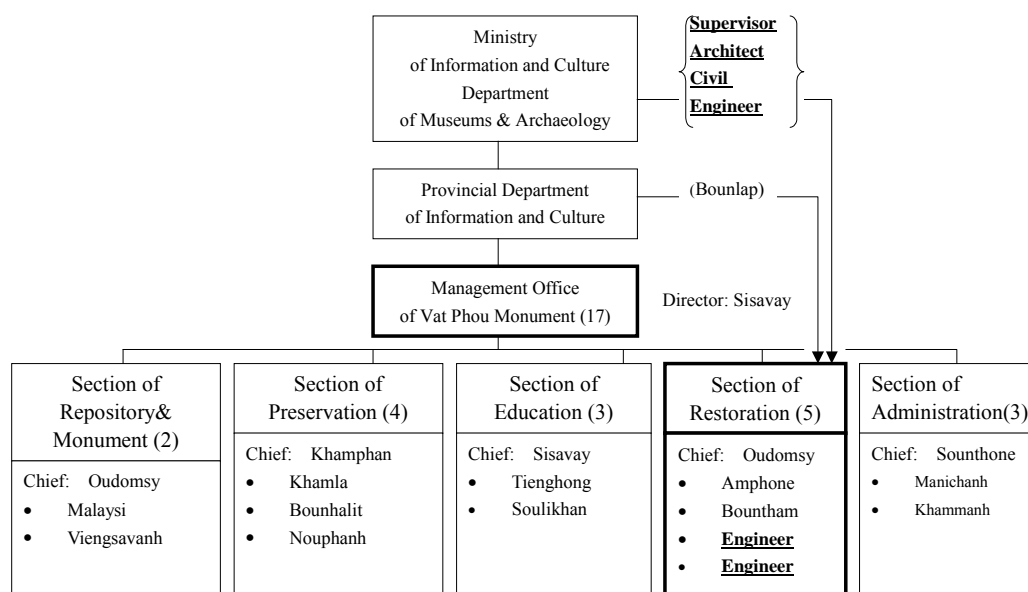 Ministry
of Information and Culture
Department
of Museums & Archaeology
Supervisor
Architect
Civil
Engineer
Provincial Department
of Information and Culture
(Bounlap)
Management Office
of Vat Phou Monument (17)
Director: Sisavay
Section of
Repository&
Monument (2)
Chief: Oudomsy
• Malaysi
• Viengsavanh
Section of
Preservation (4)
Chief: Khamphan
• Khamla
• Bounhalit
• Nouphanh
Section of
Education (3)
Chief: Sisavay
• Tienghong
• Soulikhan
Section of
Restoration (5)
Chief: Oudomsy
• Amphone
• Bountham
• Engineer
• Engineer
Section of
Administration(3)
Chief: Sounthone
• Manichanh
• Khammanh